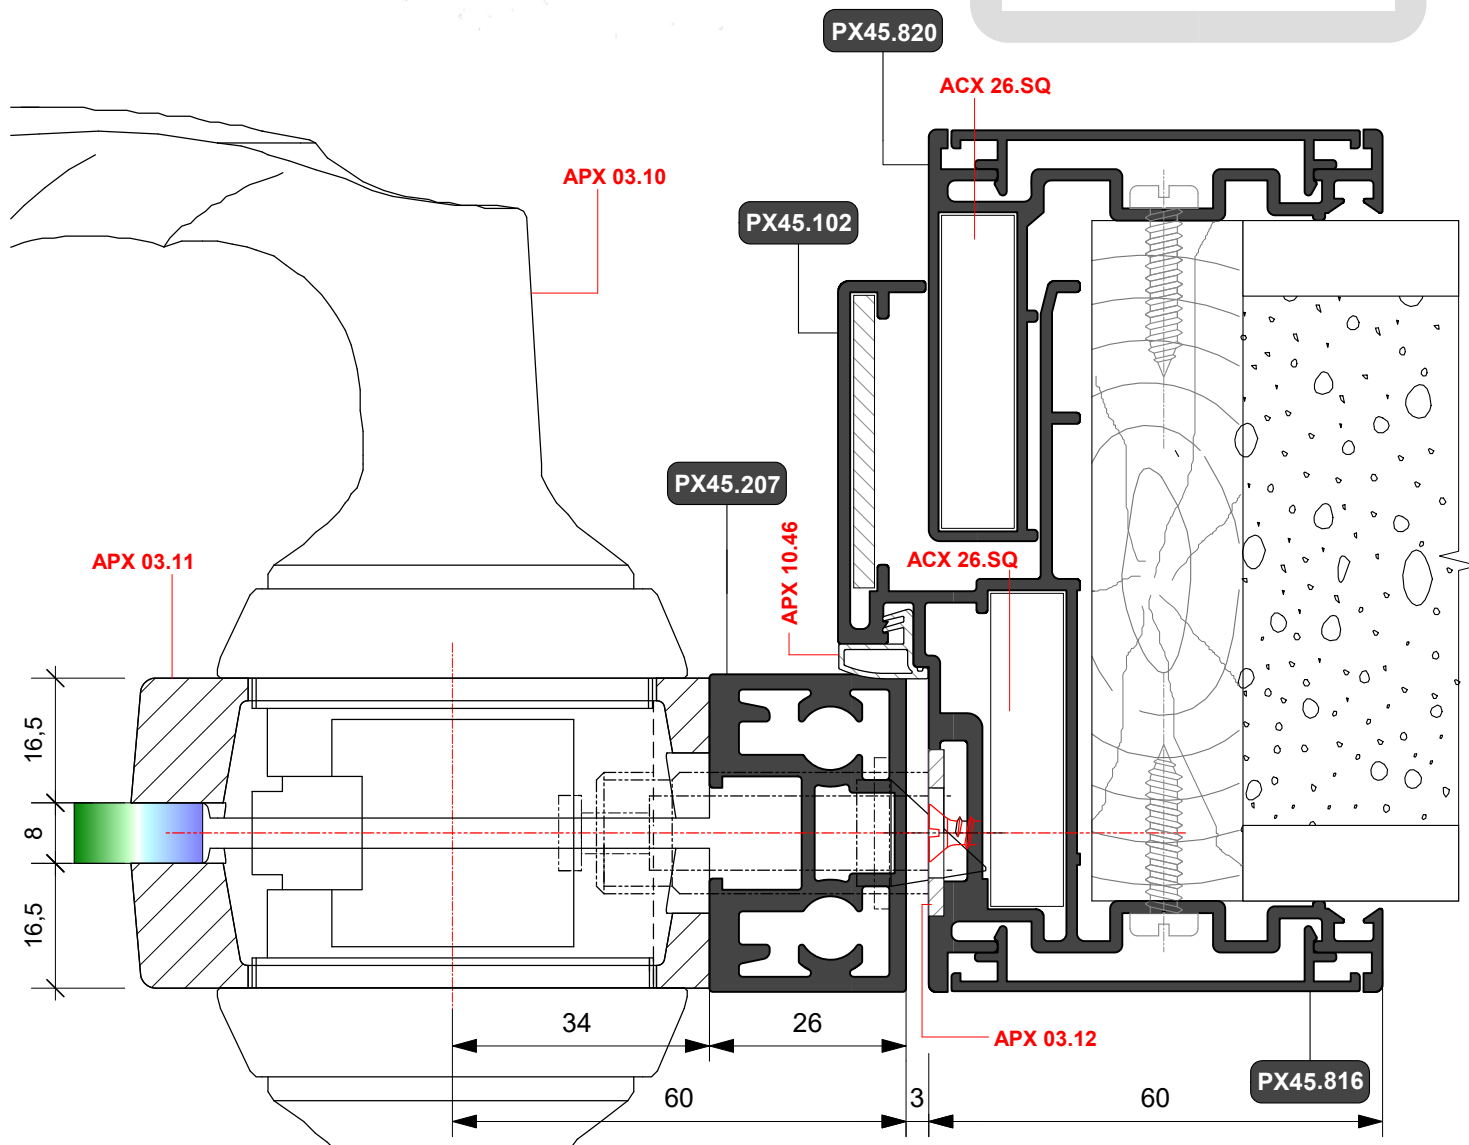 PX45.820
ACX 26.SQ
APX 03.10
PX45.102
PX45.207
APX 10.46
ACX 26.SQ
APX 03.11
16,5
8
16,5
34
26
APX 03.12
PX45.816
60
3
60